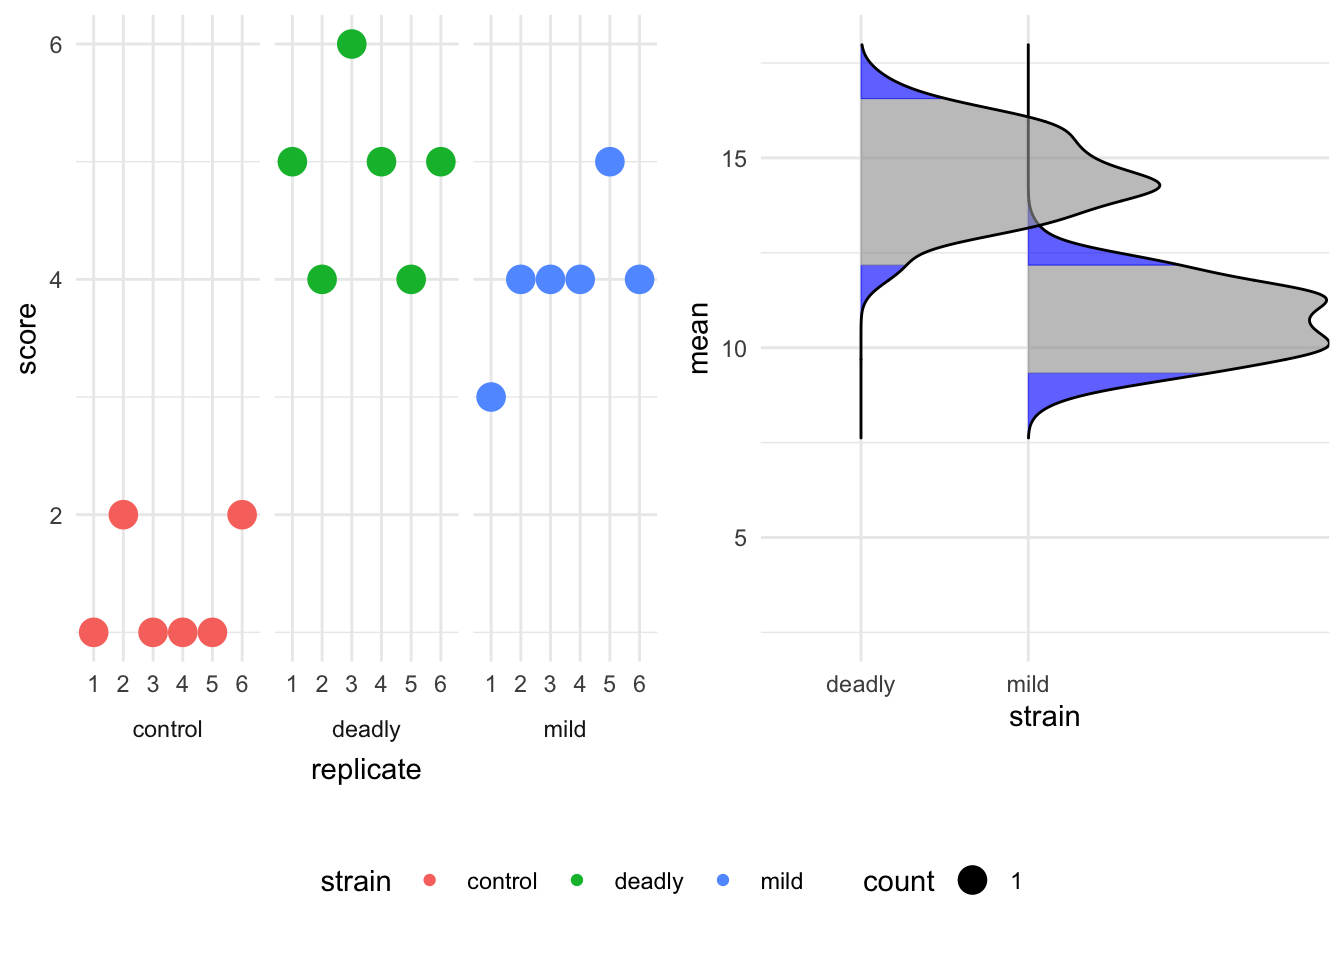 score
6
4
2
1 2 3 4 5 6
1 2 3 4 5 6
1 2 3 4 5 6
control
deadly
mild
replicate
mean
15
10
5
deadly
mild
strain
strain
control
deadly
mild
count
1